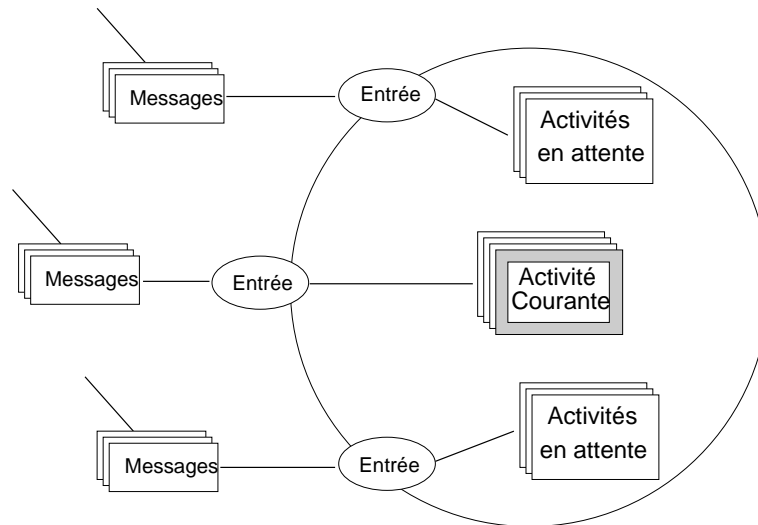 Messages
Entrée
Activités
en attente
Messages
Entrée
Activité
Courante
Messages
Entrée
Activités
en attente